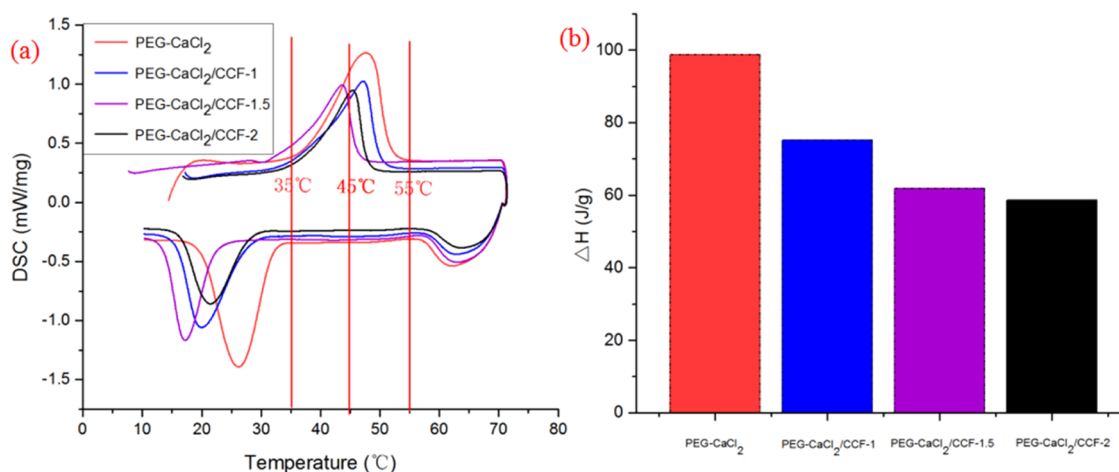 (a)
PEG-CaCl2
PEG-CaCl2/CCF-1
PEG-CaCl2/CCF-1.5
PEG-CaCl2/CCF-2
35℃
45℃
55℃
1.5
1.0
0.5
0.0
-0.5
-1.0
-1.5
DSC (mW/mg)
0 10 20 30 40 50 60 70 80
Temperature (℃)
(b)
100
80
60
40
20
0
△H (J/g)
PEG-CaCl2 PEG-CaCl2/CCF-1 PEG-CaCl2/CCF-1.5 PEG-CaCl2/CCF-2